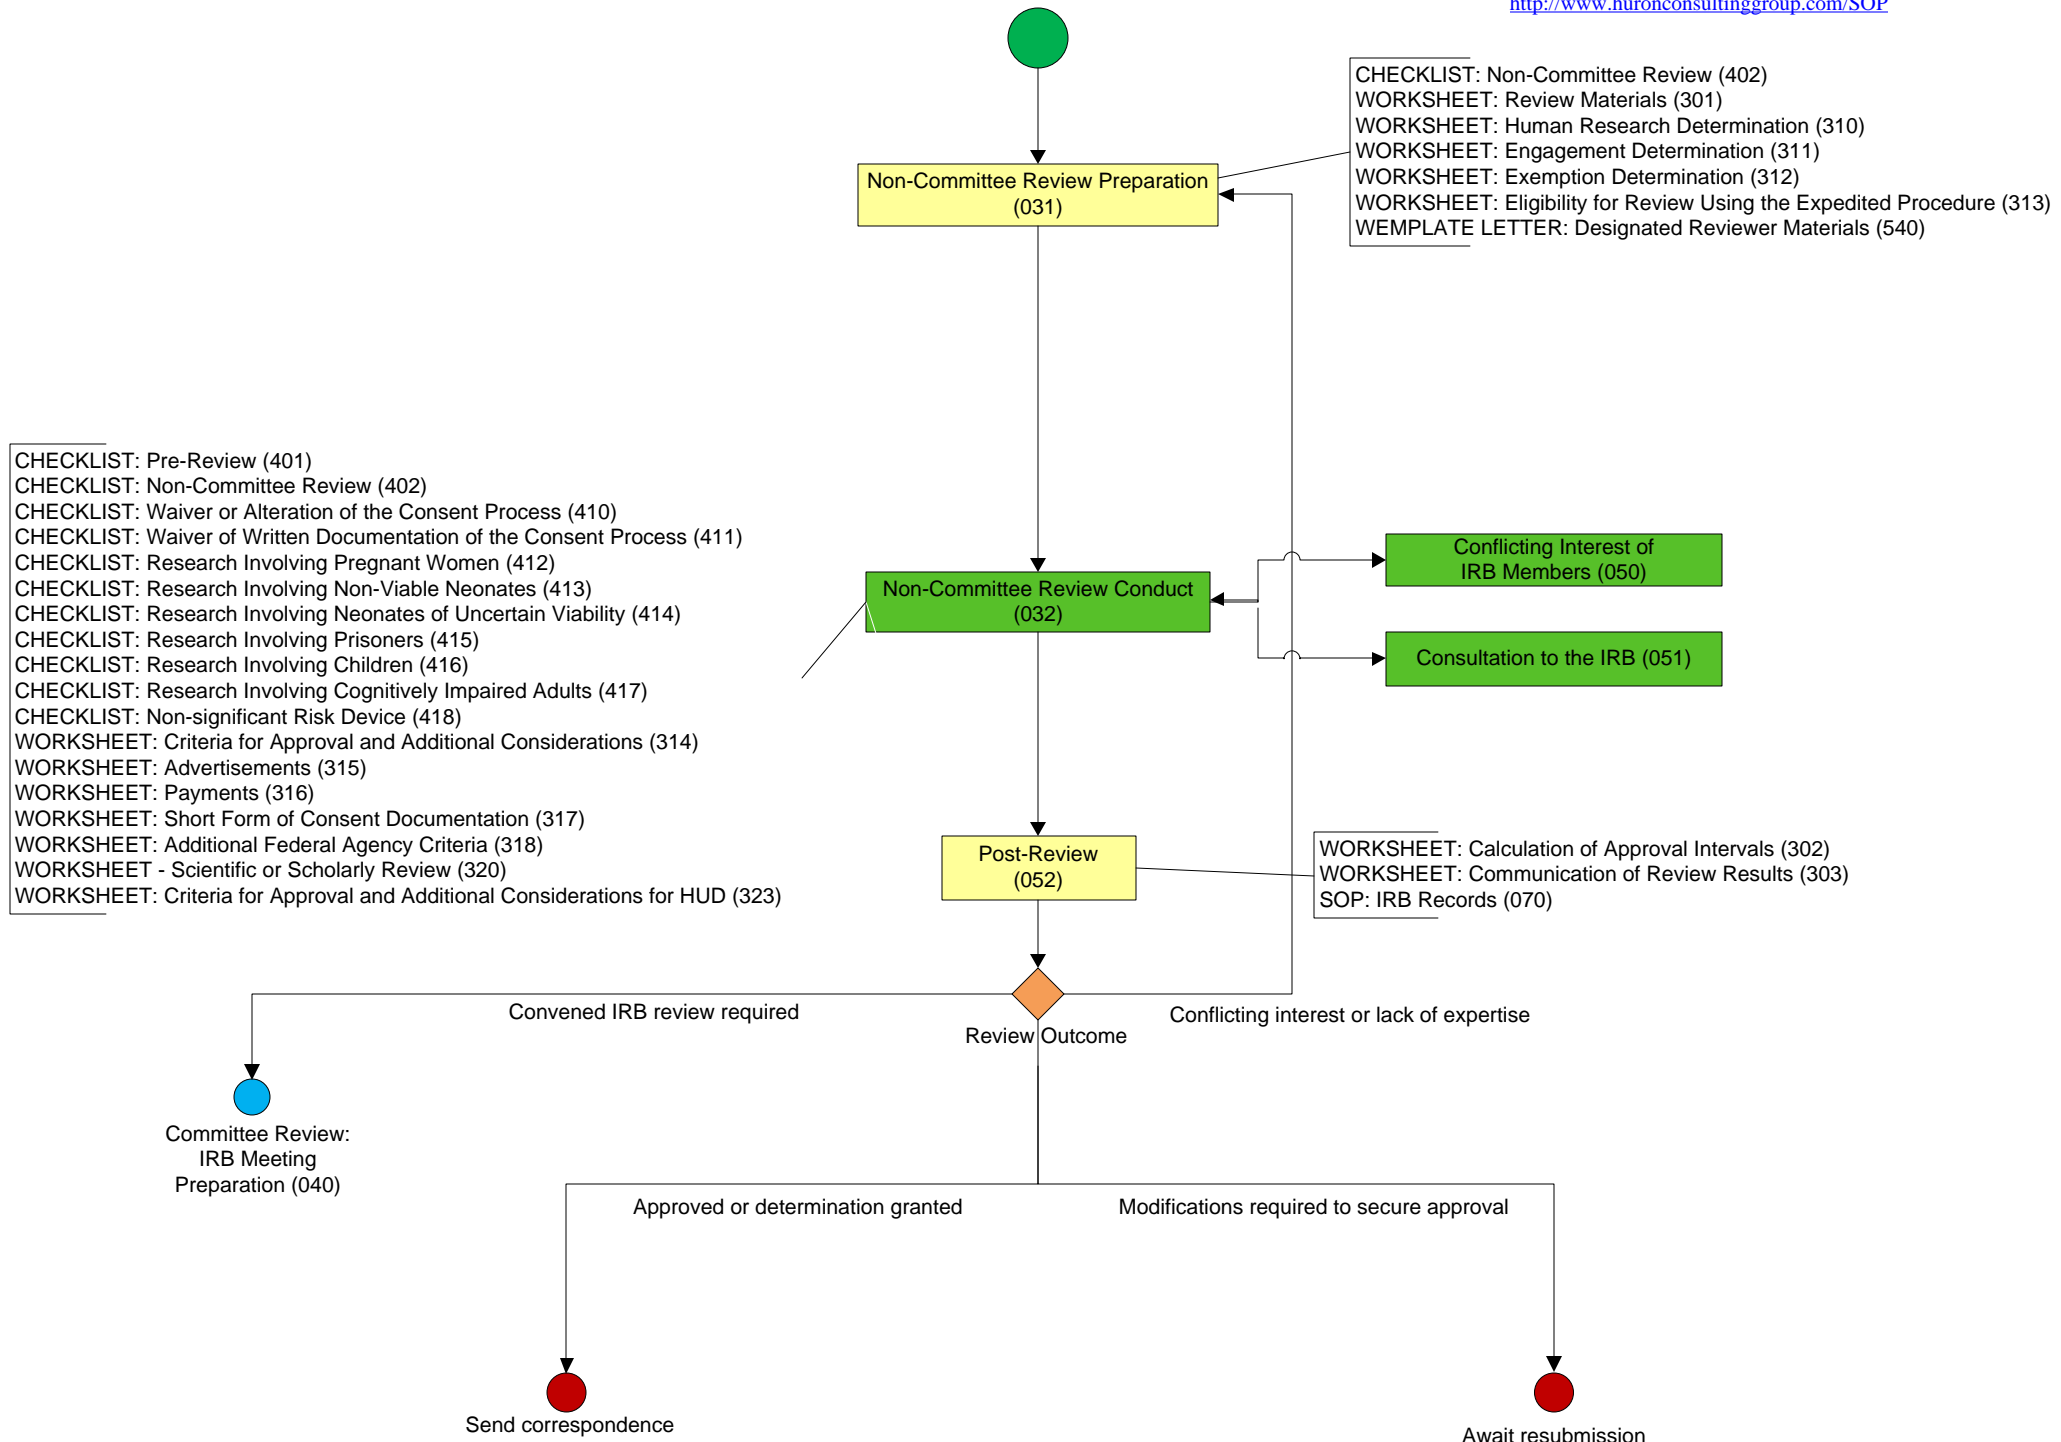 http://www.huronconsultinggroup.com/SOP
CHECKLIST: Non-Committee Review (402)
WORKSHEET: Review Materials (301)
WORKSHEET: Human Research Determination (310)
WORKSHEET: Engagement Determination (311)
WORKSHEET: Exemption Determination (312)
WORKSHEET: Eligibility for Review Using the Expedited Procedure (313)
WEMPLATE LETTER: Designated Reviewer Materials (540)
Non-Committee Review Preparation
(031)
CHECKLIST: Pre-Review (401)
CHECKLIST: Non-Committee Review (402)
CHECKLIST: Waiver or Alteration of the Consent Process (410)
CHECKLIST: Waiver of Written Documentation of the Consent Process (411)
CHECKLIST: Research Involving Pregnant Women (412)
CHECKLIST: Research Involving Non-Viable Neonates (413)
CHECKLIST: Research Involving Neonates of Uncertain Viability (414)
CHECKLIST: Research Involving Prisoners (415)
CHECKLIST: Research Involving Children (416)
CHECKLIST: Research Involving Cognitively Impaired Adults (417)
CHECKLIST: Non-significant Risk Device (418)
WORKSHEET: Criteria for Approval and Additional Considerations (314)
WORKSHEET: Advertisements (315)
WORKSHEET: Payments (316)
WORKSHEET: Short Form of Consent Documentation (317)
WORKSHEET: Additional Federal Agency Criteria (318)
WORKSHEET - Scientific or Scholarly Review (320)
WORKSHEET: Criteria for Approval and Additional Considerations for HUD (323)
Non-Committee Review Conduct
(032)
Conflicting Interest of
IRB Members (050)
Consultation to the IRB (051)
Post-Review
(052)
WORKSHEET: Calculation of Approval Intervals (302)
WORKSHEET: Communication of Review Results (303)
SOP: IRB Records (070)
Convened IRB review required
Conflicting interest or lack of expertise
Review Outcome
Committee Review:
IRB Meeting
Preparation (040)
Approved or determination granted
Modifications required to secure approval
Send correspondence
Await resubmission